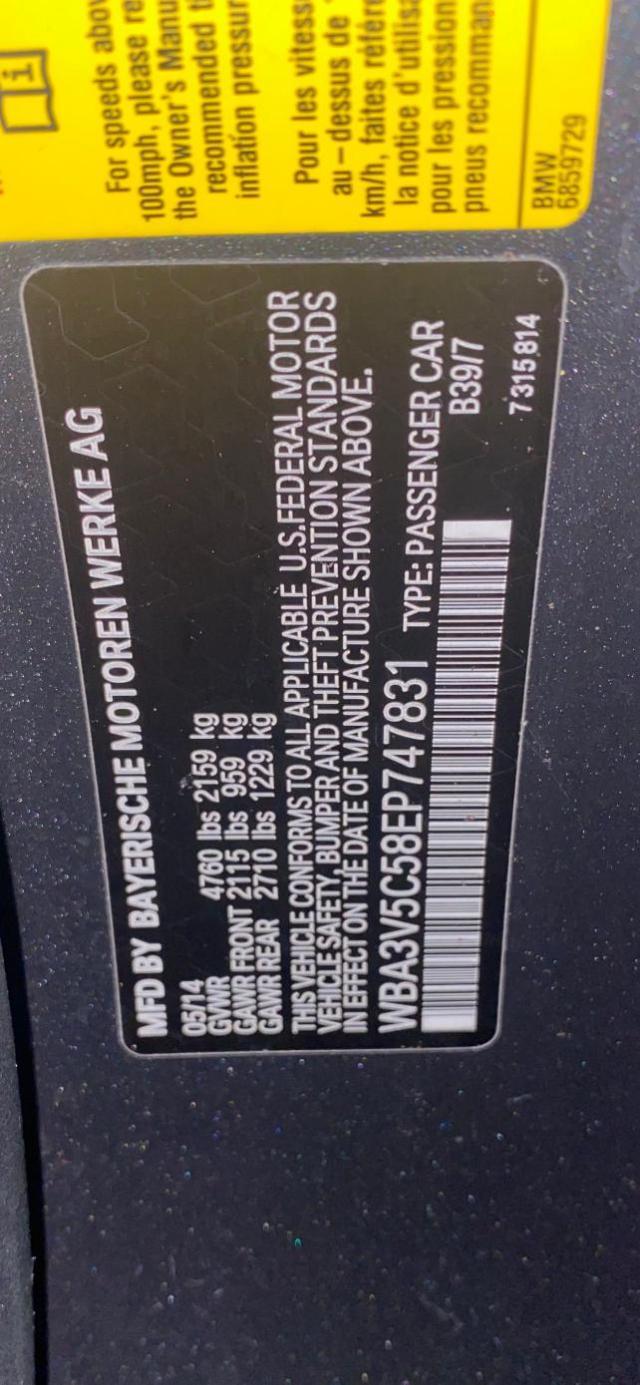 For speeds abov
100mph, please re
the Owner's Manu
recommended t
inflation pressur
Pour les vitess
au-dessus de
km/h, faites référ
la notice d'utilisa
pour les pression
pneus recomman
BMW
6859729
MFD BY BAYERISCHE MOTOREN WERKE AG
05/14
GVWR 4760 lbs 2159 kg
GAWR FRONT 2115 lbs 959 kg
GAWR REAR 2710 lbs 1229 kg
THIS VEHICLE CONFORMS TO ALL APPLICABLE U.S. FEDERAL MOTOR
VEHICLE SAFETY, BUMPER AND THEFT PREVENTION STANDARDS
IN EFFECT ON THE DATE OF MANUFACTURE SHOWN ABOVE.
WBA3V5C58EP747831 TYPE: PASSENGER CAR
B39/7
7 315 814